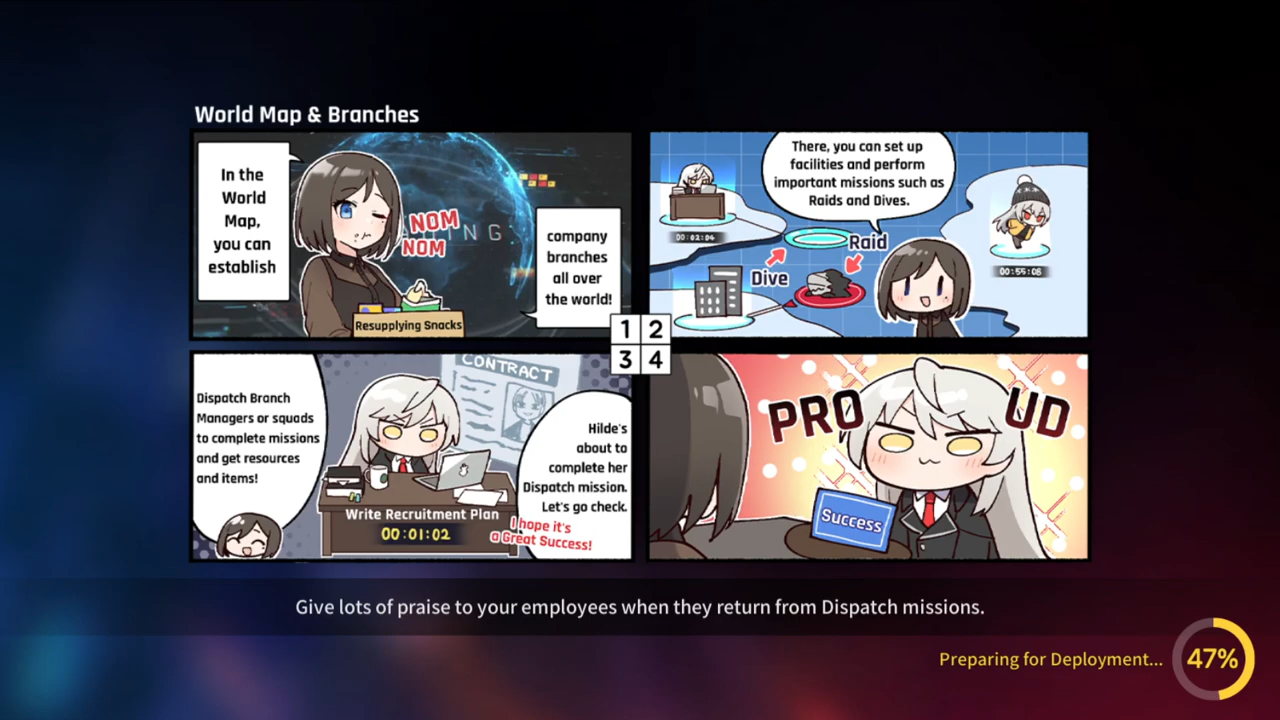 World Map & Branches
In the
World
Map,
you can
establish
NOM
NOM
ING
company
branches
all over
the world!
Resupplying Snacks
There, you can set up
facilities and perform
important missions such as
Raids and Dives.
00:02:04
Raid
Dive
00:55:08
1 2
3 4
Dispatch Branch
Managers or squads
to complete missions
and get resources
and items!
CONTRACT
Hilde's
about to
complete her
Dispatch mission.
Let's go check.
I hope it's
a Great Success!
Write Recruitment Plan
00:01:02
PROUD
Success
Give lots of praise to your employees when they return from Dispatch missions.
Preparing for Deployment...
47%